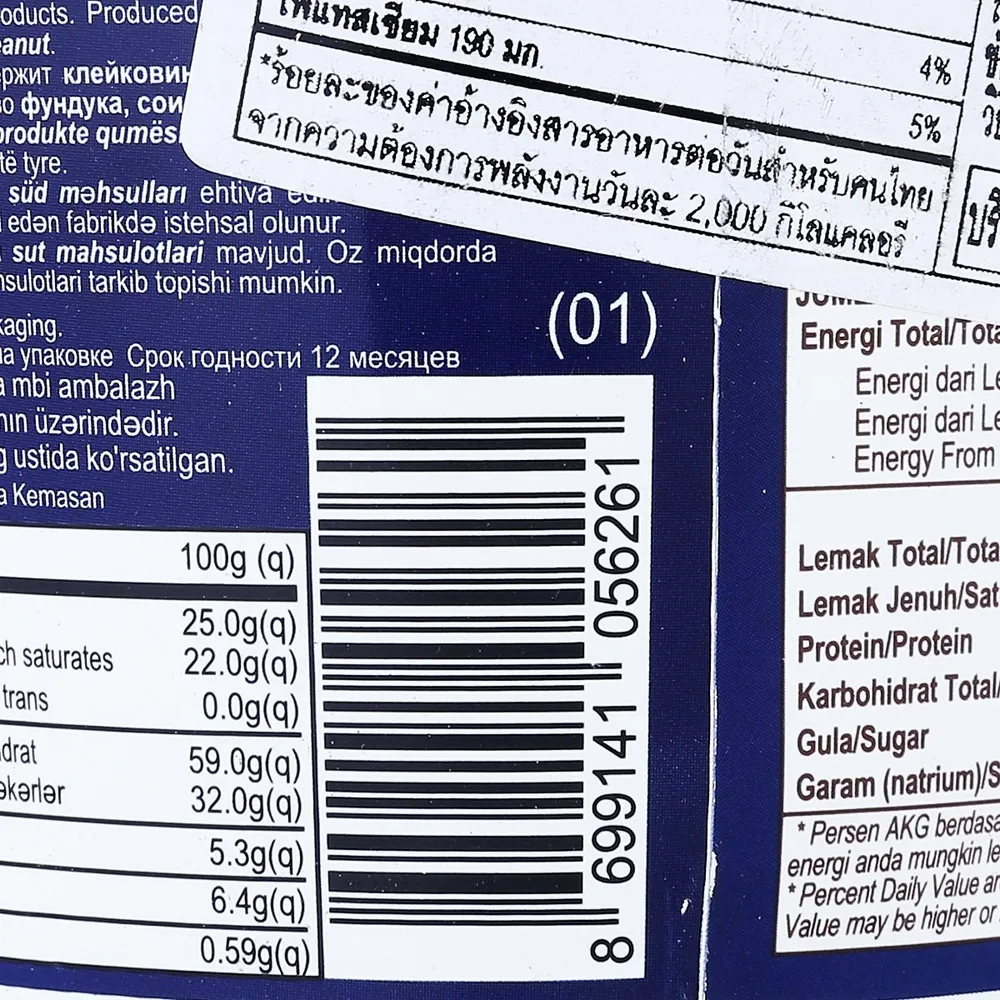 oducts. Produced
eanut.
ржит клейковин
во фундука, сои
produkte qumës
të tyre.
süd məhsulları ehtiva
edən fabrikdə istehsal olunur.
sut mahsulotlari mavjud. Oz miqdorda
nsulotlari tarkib topishi mumkin.
kaging.
на упаковке Срок годности 12 месяцев
a mbi ambalazh
nın üzərindədir.
g ustida ko'rsatilgan.
a Kemasan
100g (q)
25.0g(q)
ch saturates 22.0g(q)
trans 0.0g(q)
drat 59.0g(q)
əkərlər 32.0g(q)
5.3g(q)
6.4g(q)
0.59g(q)
(01)
8 699141 056261
โพแทสเซียม 190 มก.
4%
5%
*ร้อยละของค่าอ้างอิงสารอาหารต่อวันสำหรับคนไทย
จากความต้องการพลังงานวันละ 2,000 กิโลแคลอรี
Energi Total/Tota
Energi dari Le
Energi dari Le
Energy From
Lemak Total/Tota
Lemak Jenuh/Sat
Protein/Protein
Karbohidrat Total/
Gula/Sugar
Garam (natrium)/S
* Persen AKG berdasa
energi anda mungkin le
* Percent Daily Value ar
Value may be higher or